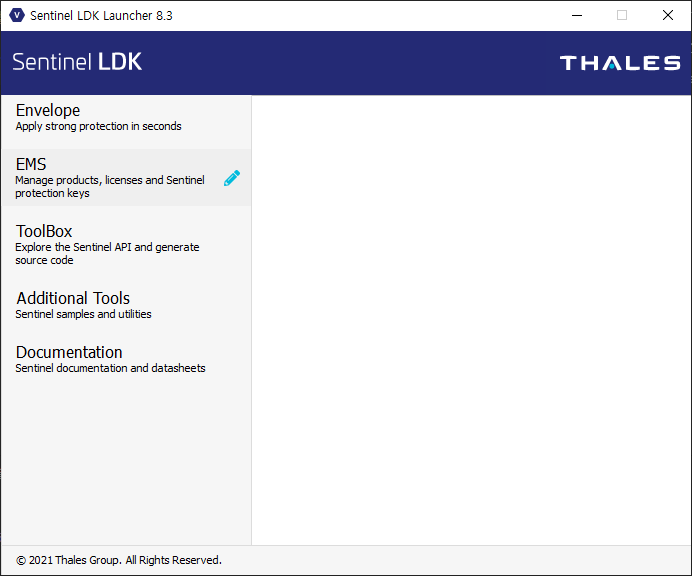 V Sentinel LDK Launcher 8.3
Sentinel LDK
THALES
Envelope
Apply strong protection in seconds
EMS
Manage products, licenses and Sentinel
protection keys
ToolBox
Explore the Sentinel API and generate
source code
Additional Tools
Sentinel samples and utilities
Documentation
Sentinel documentation and datasheets
© 2021 Thales Group. All Rights Reserved.